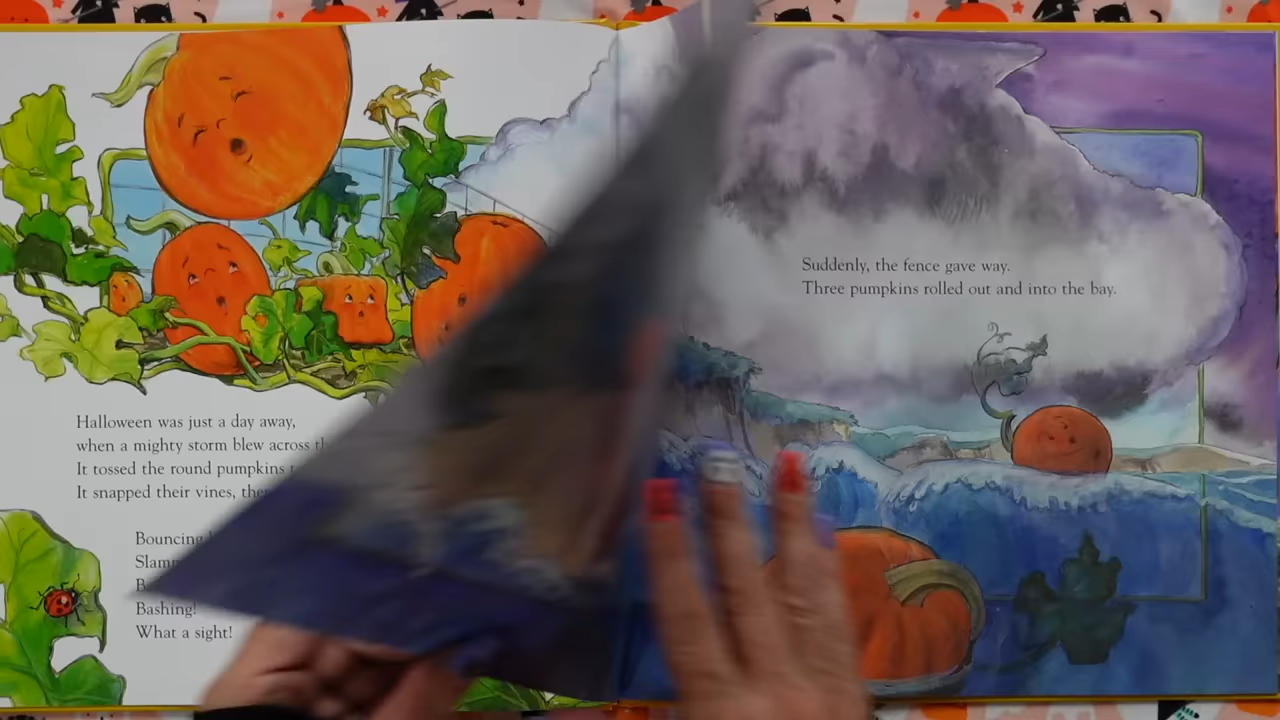 Halloween was just a day away,
when a mighty storm blew across
It tossed the round pumpkins
It snapped their vines,
Bouncing
Bashing!
What a sight!
Suddenly, the fence gave way.
Three pumpkins rolled out and into the bay.